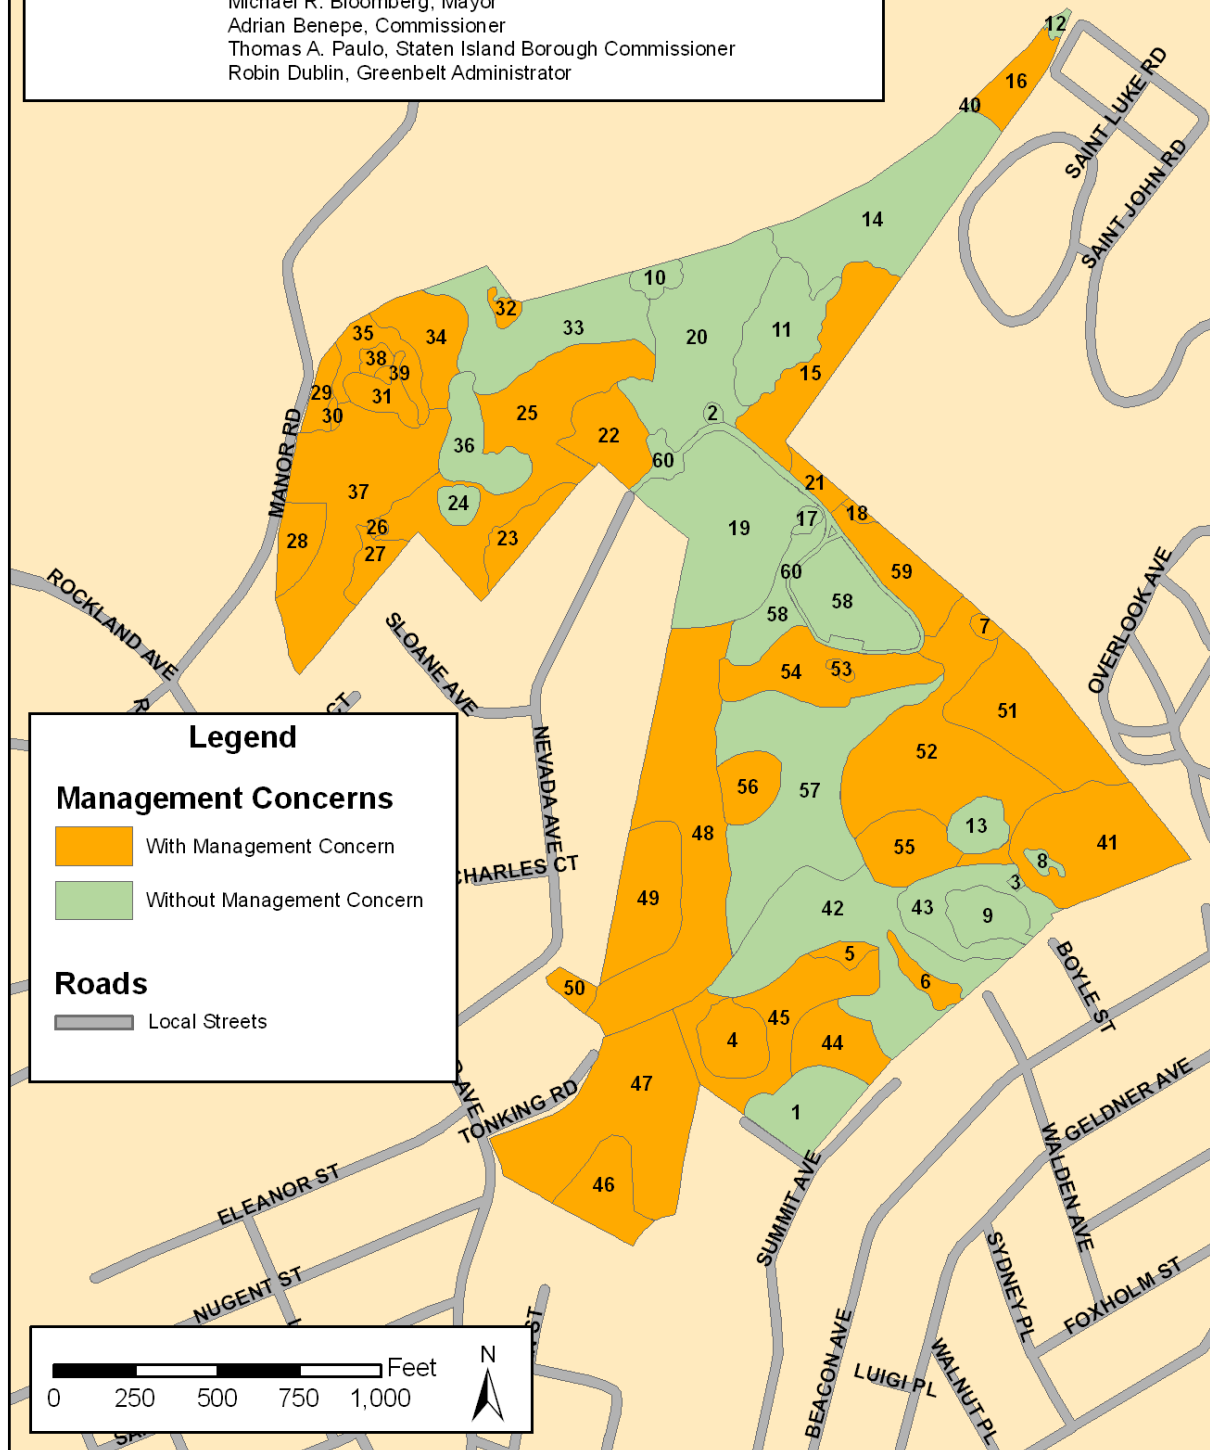 Michael R. Bloomberg, Mayor
Adrian Benepe, Commissioner
Thomas A. Paulo, Staten Island Borough Commissioner
Robin Dublin, Greenbelt Administrator
12
16
40
SAINT LUKE RD
SAINT JOHN RD
14
10
32
33
20
11
35
34
38
39
15
29
31
30
25
2
22
36
60
MANOR RD
37
21
24
17
18
26
19
28
23
27
60
59
58
58
7
ROCKLAND AVE
SLOANE AVE
OVERLOOK AVE
54
53
R
CT
51
52
NEVADA AVE
56
57
13
48
55
41
8
CHARLES CT
3
49
42
43
9
5
BOYLE ST
50
6
45
4
44
47
AVE
TONKING RD
1
GELDNER AVE
WALDEN AVE
46
ELEANOR ST
SUMMIT AVE
NUGENT ST
SYDNEY PL
FOXHOLM ST
BEACON AVE
LUIGI PL
WALNUT PL
ST
SA
Legend
Management Concerns
With Management Concern
Without Management Concern
Roads
Local Streets
Feet
0 250 500 750 1,000
N